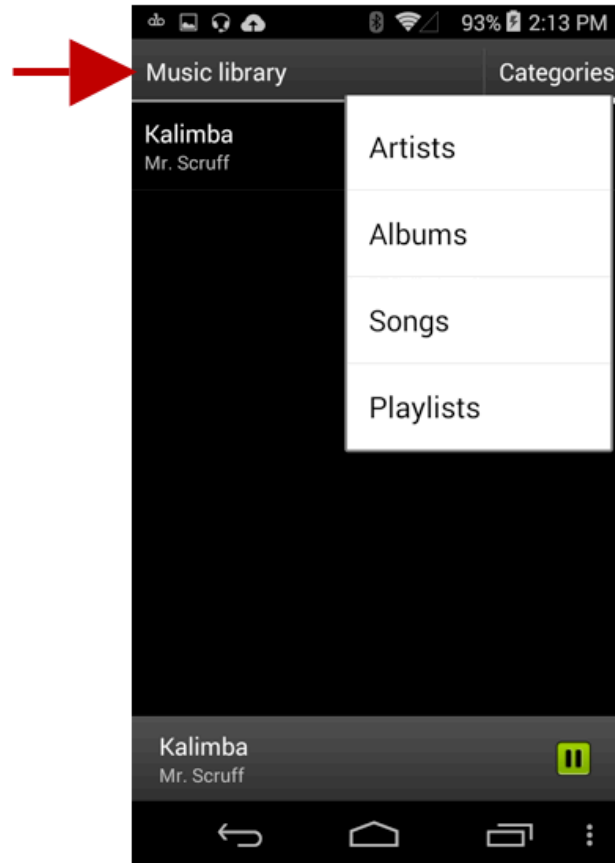 93% 2:13 PM
Music library
Categories
Kalimba
Mr. Scruff
Artists
Albums
Songs
Playlists
Kalimba
Mr. Scruff